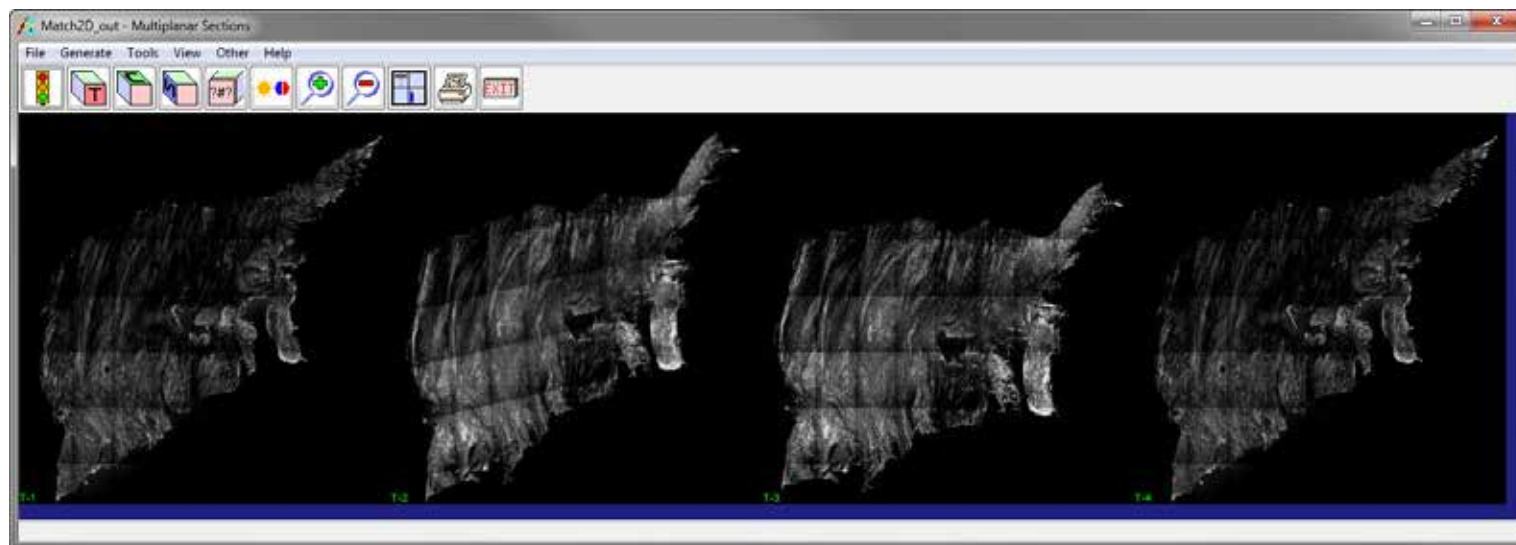 Match2D_out - Multiplanar Sections
File Generate Tools View Other Help
T
?#?
EXIT
T-1 T-2 T-3 T-4